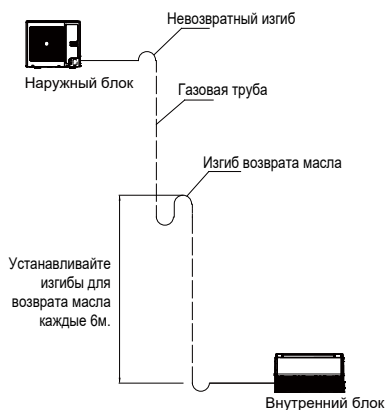 Невозвратный изгиб
Наружный блок
Газовая труба
Изгиб возврата масла
Устанавливайте
изгибы для
возврата масла
каждые 6м.
Внутренний блок